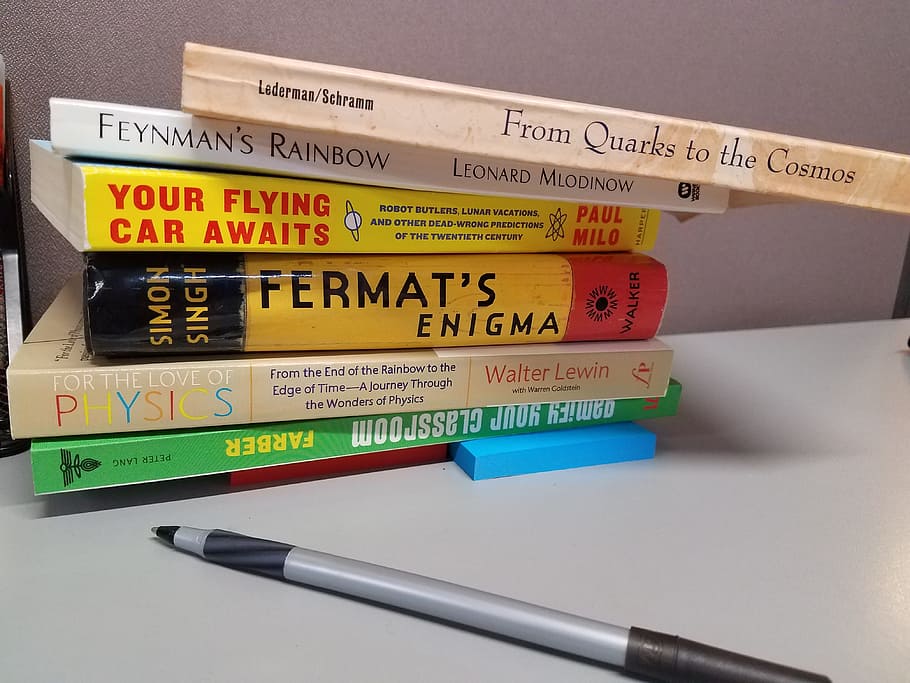 Lederman/Schramm
From Quarks to the Cosmos
FEYNMAN'S RAINBOW
LEONARD MLODINOW
YOUR FLYING
CAR AWAITS
ROBOT BUTLERS, LUNAR VACATIONS,
AND OTHER DEAD-WRONG PREDICTIONS
OF THE TWENTIETH CENTURY
PAUL
MILO
HARPER
SIMON
SINGH
FERMAT'S
ENIGMA
WALKER
FOR THE LOVE OF
PHYSICS
From the End of the Rainbow to the
Edge of Time—A Journey Through
the Wonders of Physics
Walter Lewin
with Warren Goldstein
fp
gamify your classroom
FARBER
PETER LANG